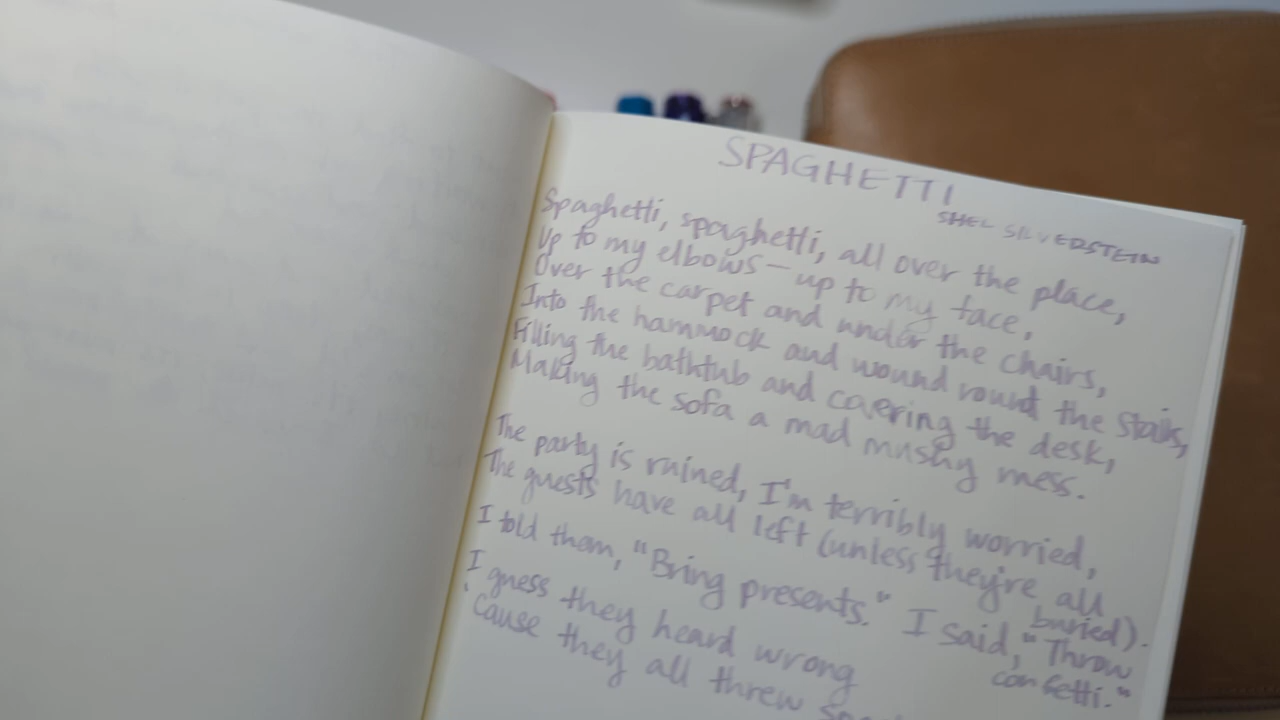 SPAGHETTI
SHEL SILVERSTEIN
Spaghetti, spaghetti, all over the place,
Up to my elbows — up to my face,
Over the carpet and under the chairs,
Into the hammock and wound round the stairs,
Filling the bathtub and covering the desk,
Making the sofa a mad mushy mess.
The party is ruined, I'm terribly worried,
The guests have all left (unless they're all
buried).
I told them, "Bring presents." I said, "Throw
confetti."
I guess they heard wrong
'Cause they all threw